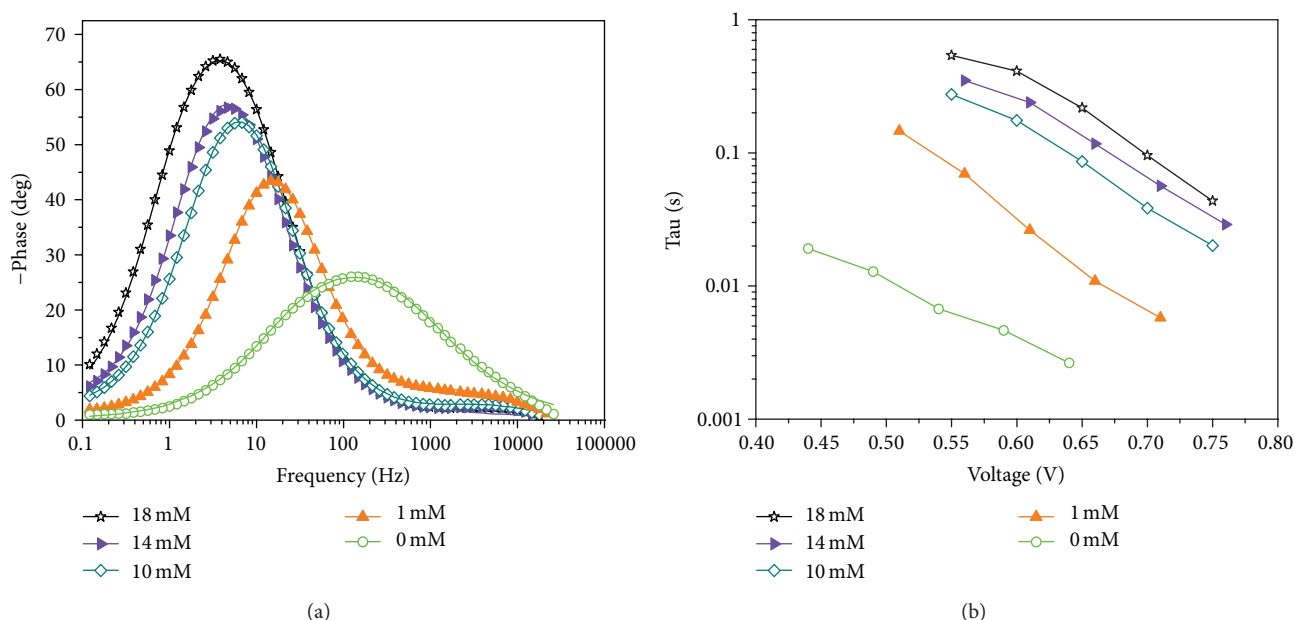 70
60
50
40
30
20
10
0
−Phase (deg)
0.1 1 10 100 1000 10000 100000
Frequency (Hz)
18 mM 1 mM
14 mM 0 mM
10 mM
(a)
1
0.1
0.01
0.001
Tau (s)
0.40 0.45 0.50 0.55 0.60 0.65 0.70 0.75 0.80
Voltage (V)
18 mM 1 mM
14 mM 0 mM
10 mM
(b)